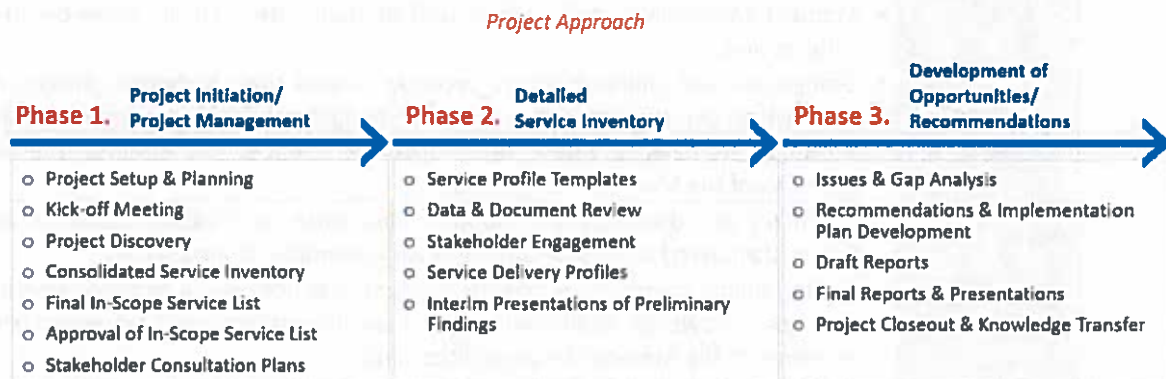 Project Approach
Phase 1. Project Initiation/
Project Management
○ Project Setup & Planning
○ Kick-off Meeting
○ Project Discovery
○ Consolidated Service Inventory
○ Final In-Scope Service List
○ Approval of In-Scope Service List
○ Stakeholder Consultation Plans
Phase 2. Detailed
Service Inventory
○ Service Profile Templates
○ Data & Document Review
○ Stakeholder Engagement
○ Service Delivery Profiles
○ Interim Presentations of Preliminary
Findings
Phase 3. Development of
Opportunities/
Recommendations
○ Issues & Gap Analysis
○ Recommendations & Implementation
Plan Development
○ Draft Reports
○ Final Reports & Presentations
○ Project Closeout & Knowledge Transfer